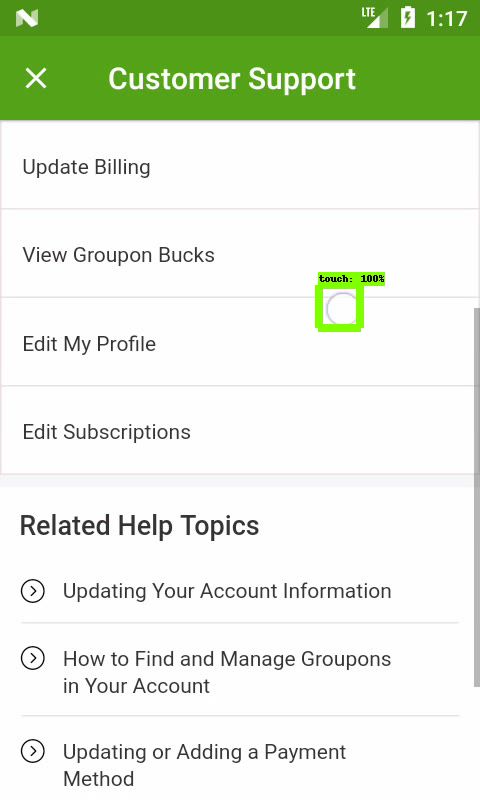 LTE 1:17
Customer Support
Update Billing
View Groupon Bucks
touch: 100%
Edit My Profile
Edit Subscriptions
Related Help Topics
Updating Your Account Information
How to Find and Manage Groupons
in Your Account
Updating or Adding a Payment
Method